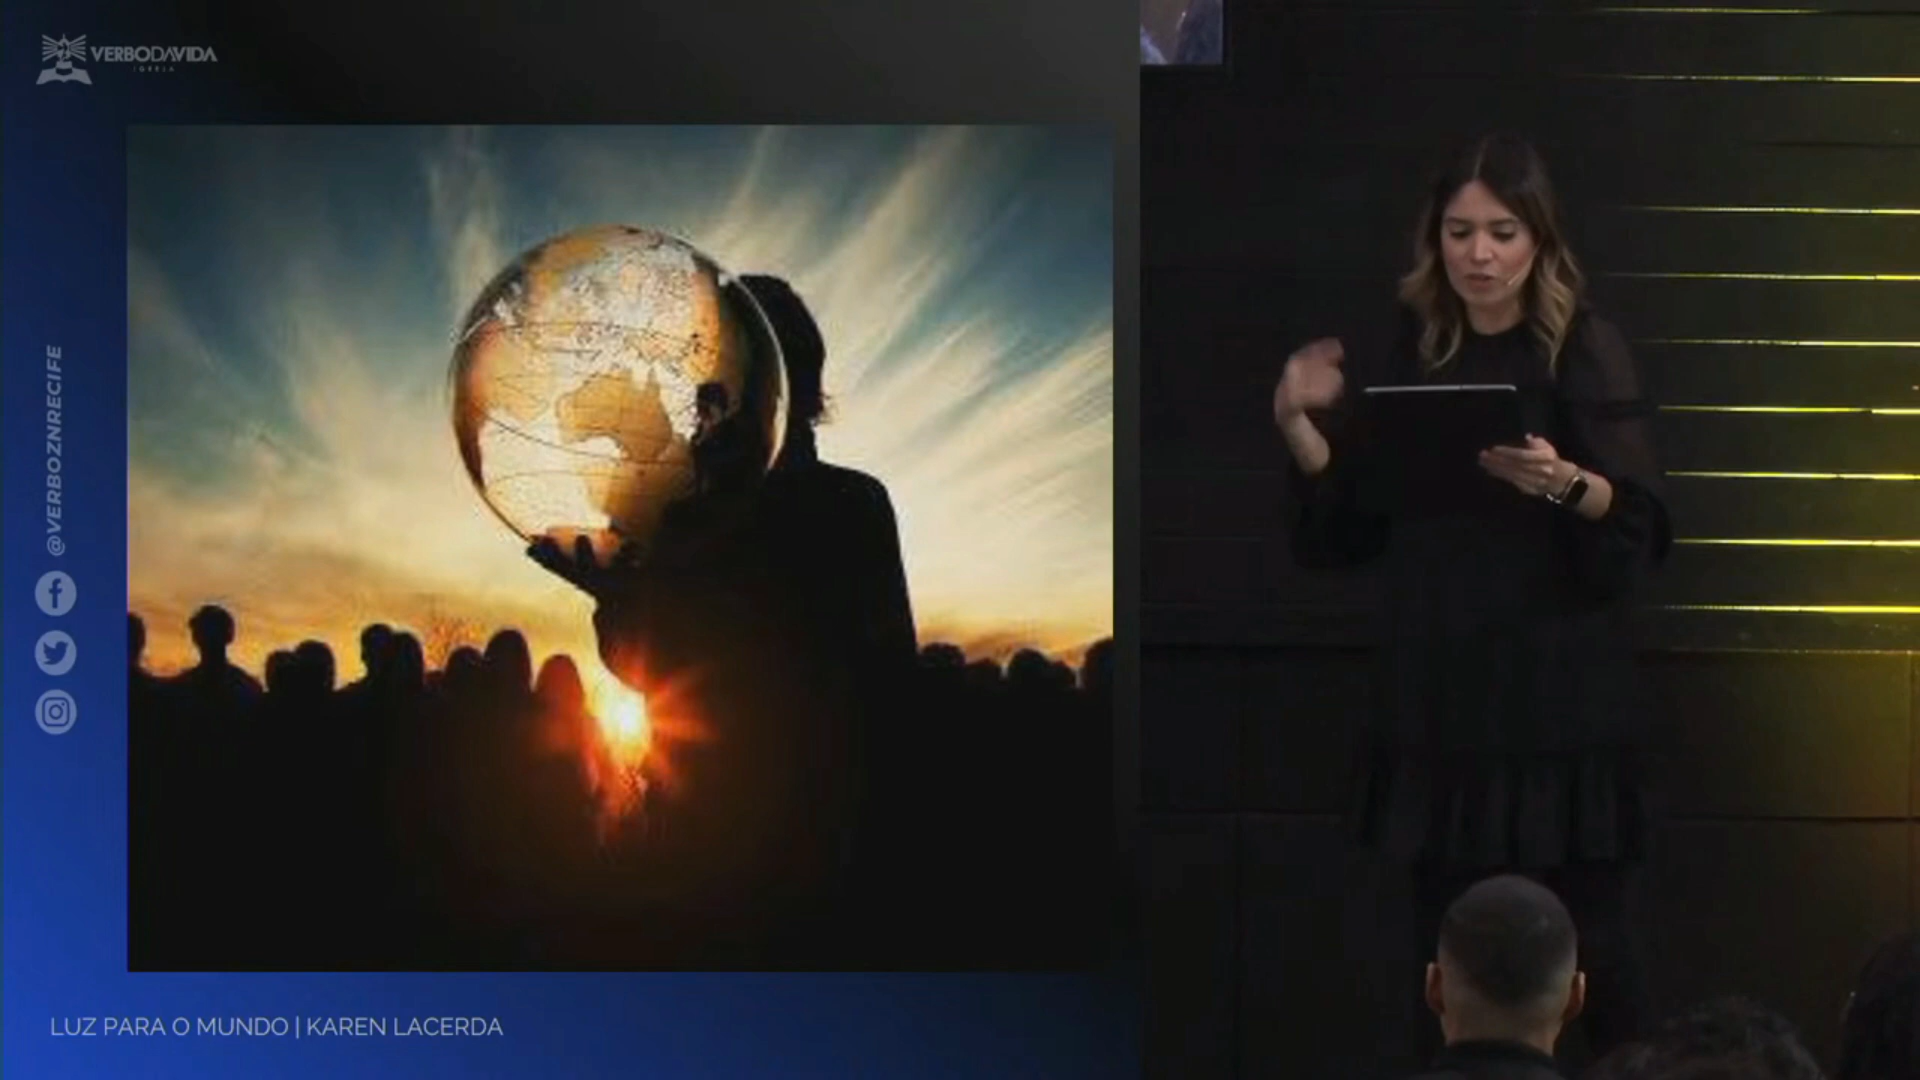 VERBODAVIDA
IGREJA
@VERBOZNRECIFE
LUZ PARA O MUNDO | KAREN LACERDA